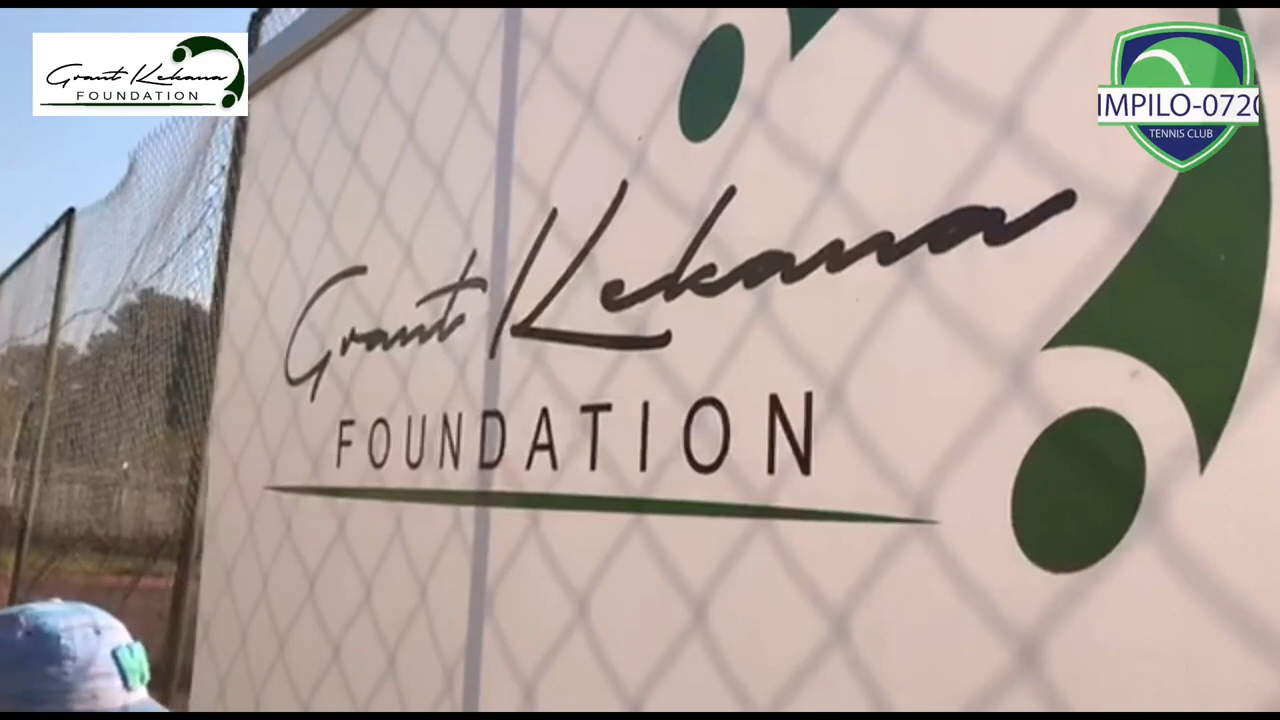 Grant Kekana
FOUNDATION
IMPILO-0720
TENNIS CLUB
Grant Kekana
FOUNDATION